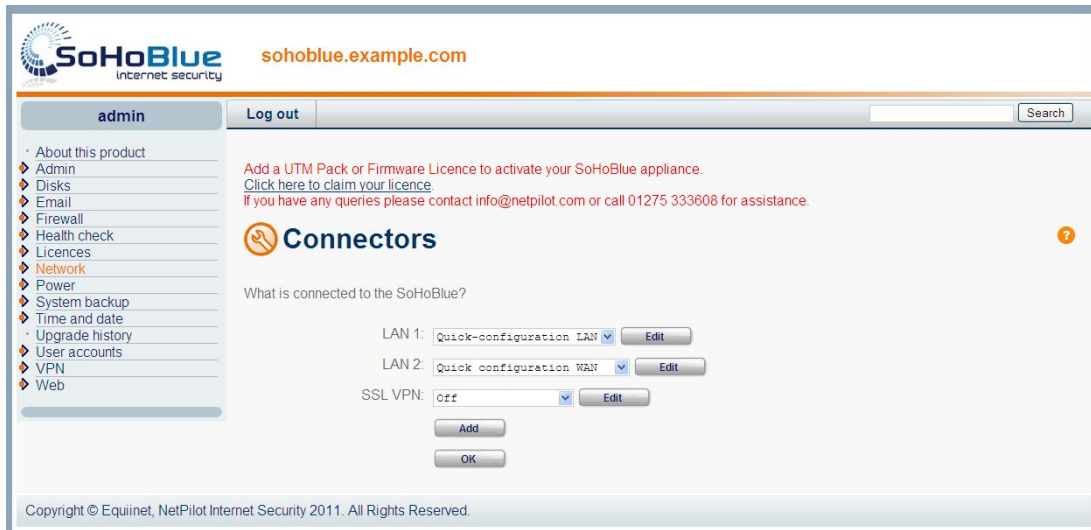 SoHoBlue
internet security
sohoblue.example.com
admin
Log out
Search
About this product
Admin
Disks
Email
Firewall
Health check
Licences
Network
Power
System backup
Time and date
Upgrade history
User accounts
VPN
Web
Add a UTM Pack or Firmware Licence to activate your SoHoBlue appliance.
Click here to claim your licence.
If you have any queries please contact info@netpilot.com or call 01275 333608 for assistance.
Connectors
?
What is connected to the SoHoBlue?
LAN 1: Quick-configuration LAN Edit
LAN 2: Quick configuration WAN Edit
SSL VPN: Off Edit
Add
OK
Copyright © Equiinet, NetPilot Internet Security 2011. All Rights Reserved.